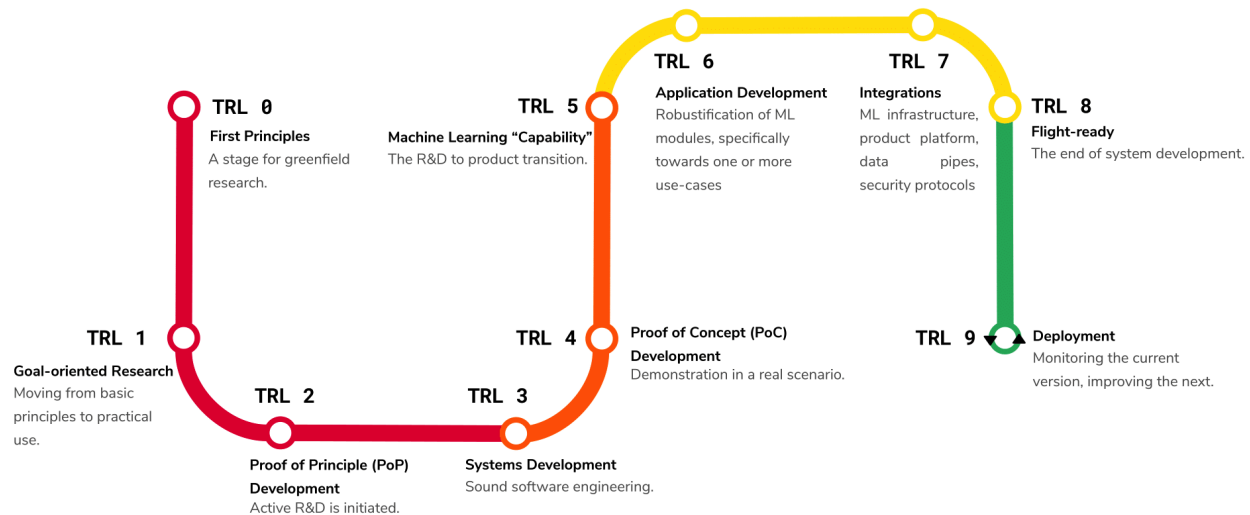 TRL 0
First Principles
A stage for greenfield
research.
TRL 1
Goal-oriented Research
Moving from basic
principles to practical
use.
TRL 2
Proof of Principle (PoP)
Development
Active R&D is initiated.
TRL 3
Systems Development
Sound software engineering.
TRL 4
Proof of Concept (PoC)
Development
Demonstration in a real scenario.
TRL 5
Machine Learning “Capability”
The R&D to product transition.
TRL 6
Application Development
Robustification of ML
modules, specifically
towards one or more
use-cases
TRL 7
Integrations
ML infrastructure,
product platform,
data pipes,
security protocols
TRL 8
Flight-ready
The end of system development.
TRL 9
Deployment
Monitoring the current
version, improving the next.